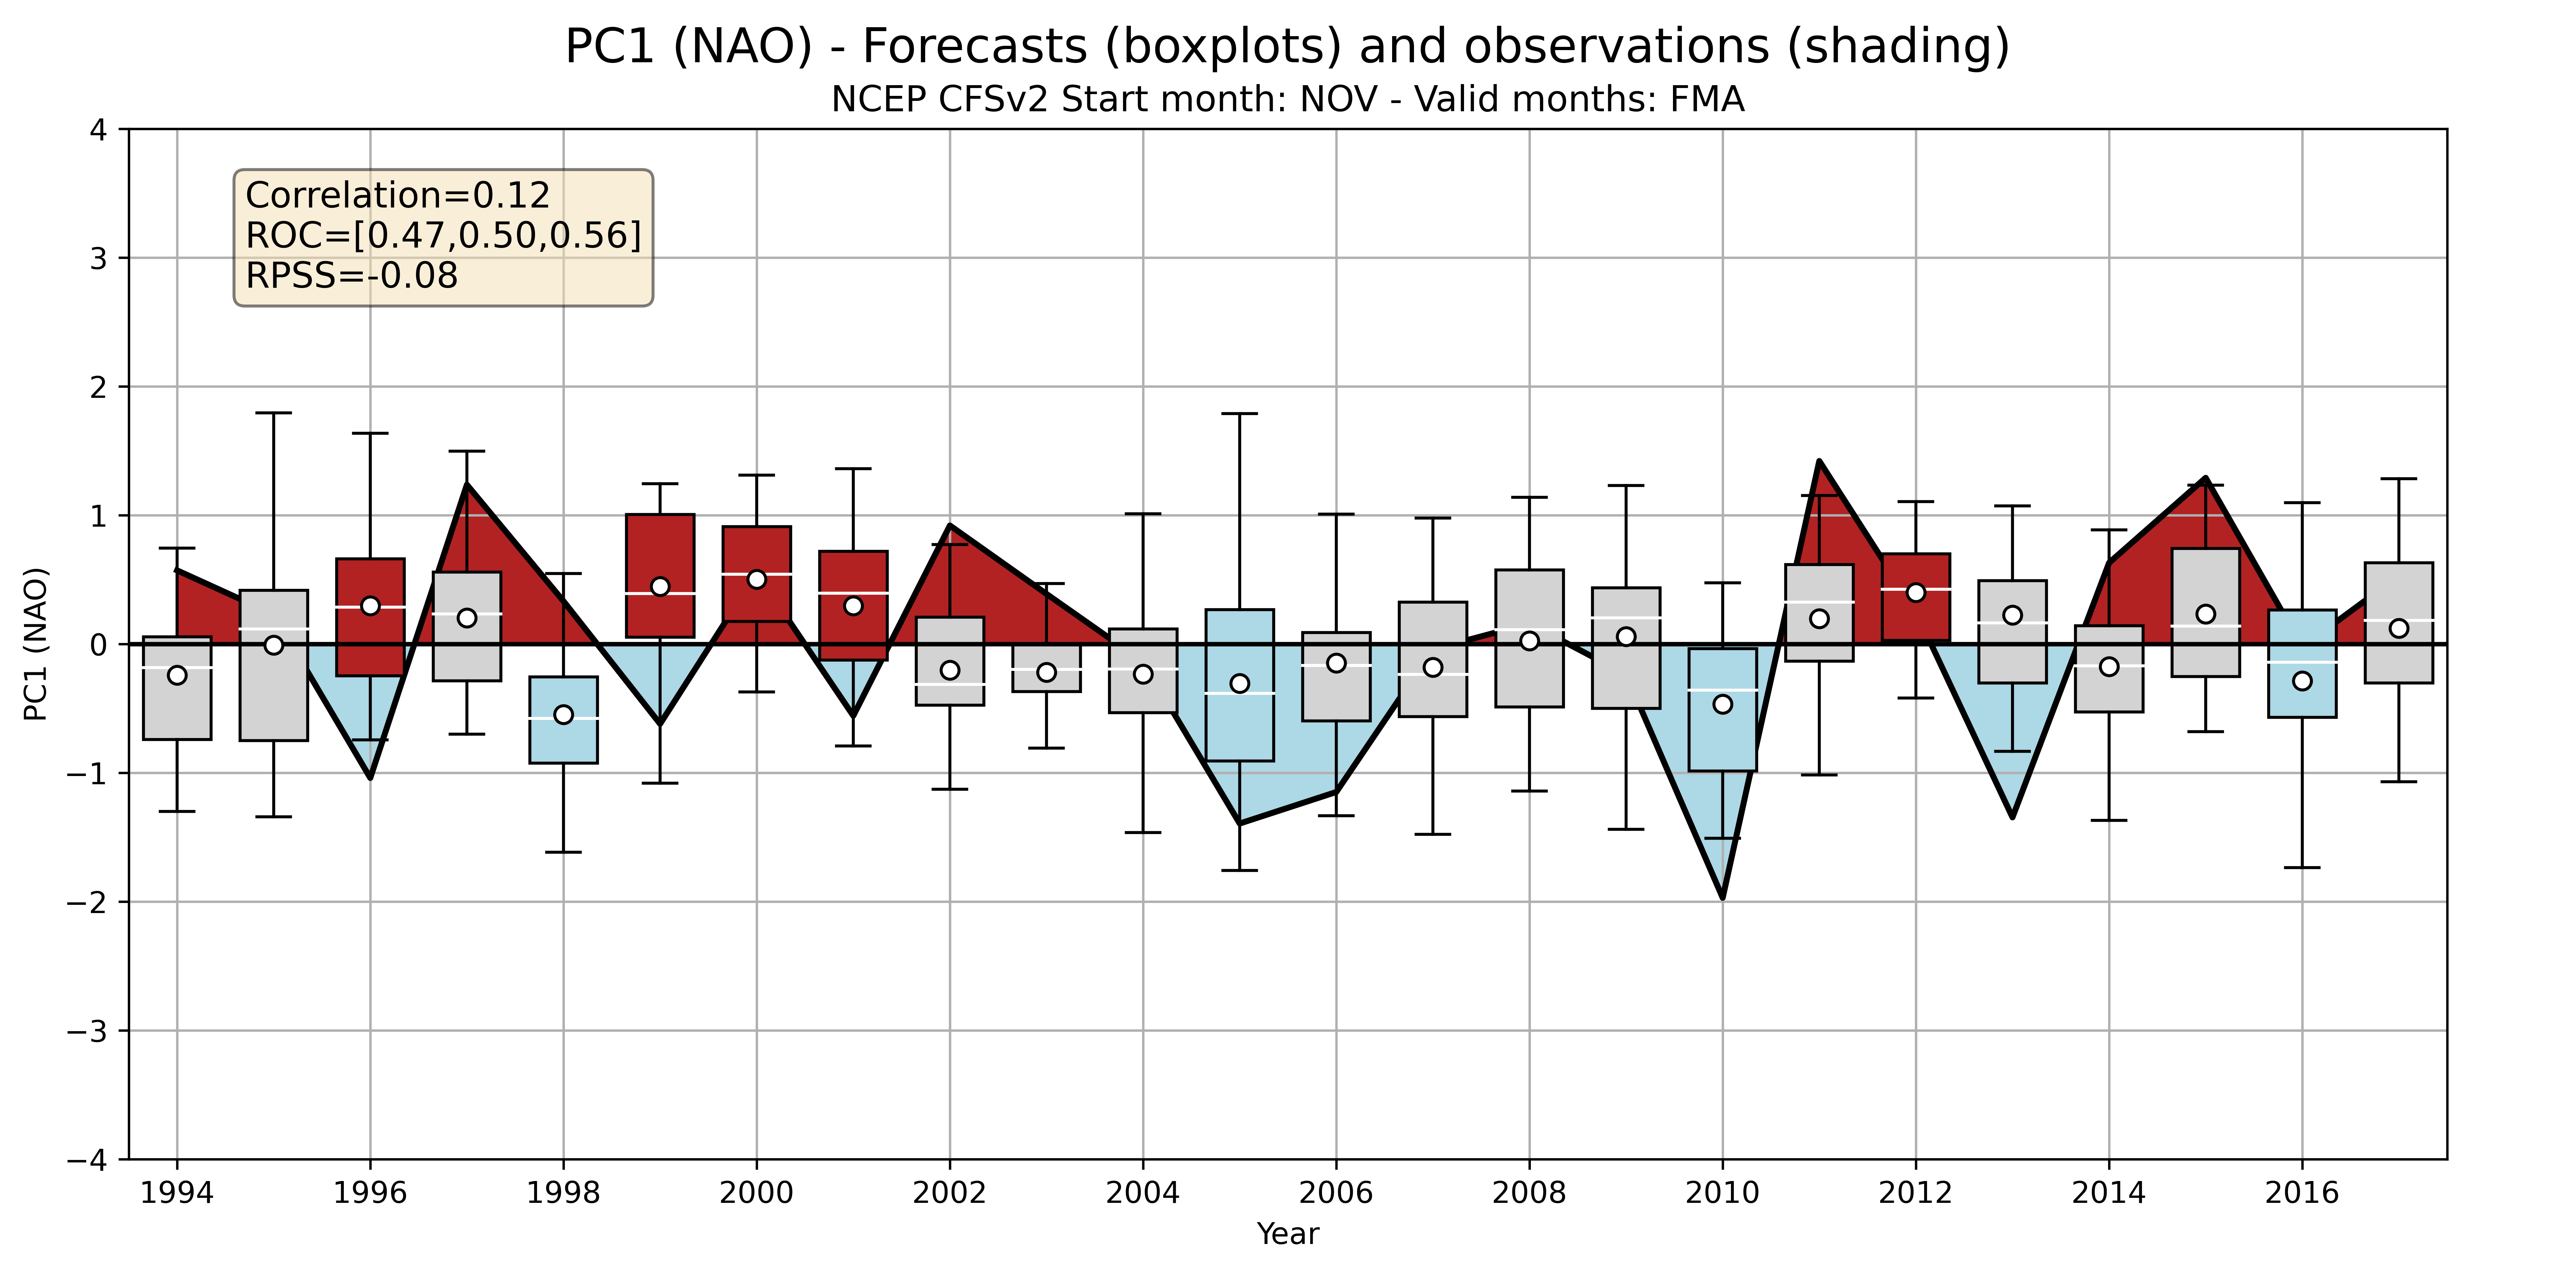 PC1 (NAO) - Forecasts (boxplots) and observations (shading)
NCEP CFSv2 Start month: NOV - Valid months: FMA
Correlation=0.12
ROC=[0.47,0.50,0.56]
RPSS=-0.08
PC1 (NAO)
4
3
2
1
0
−1
−2
−3
−4
1994 1996 1998 2000 2002 2004 2006 2008 2010 2012 2014 2016
Year